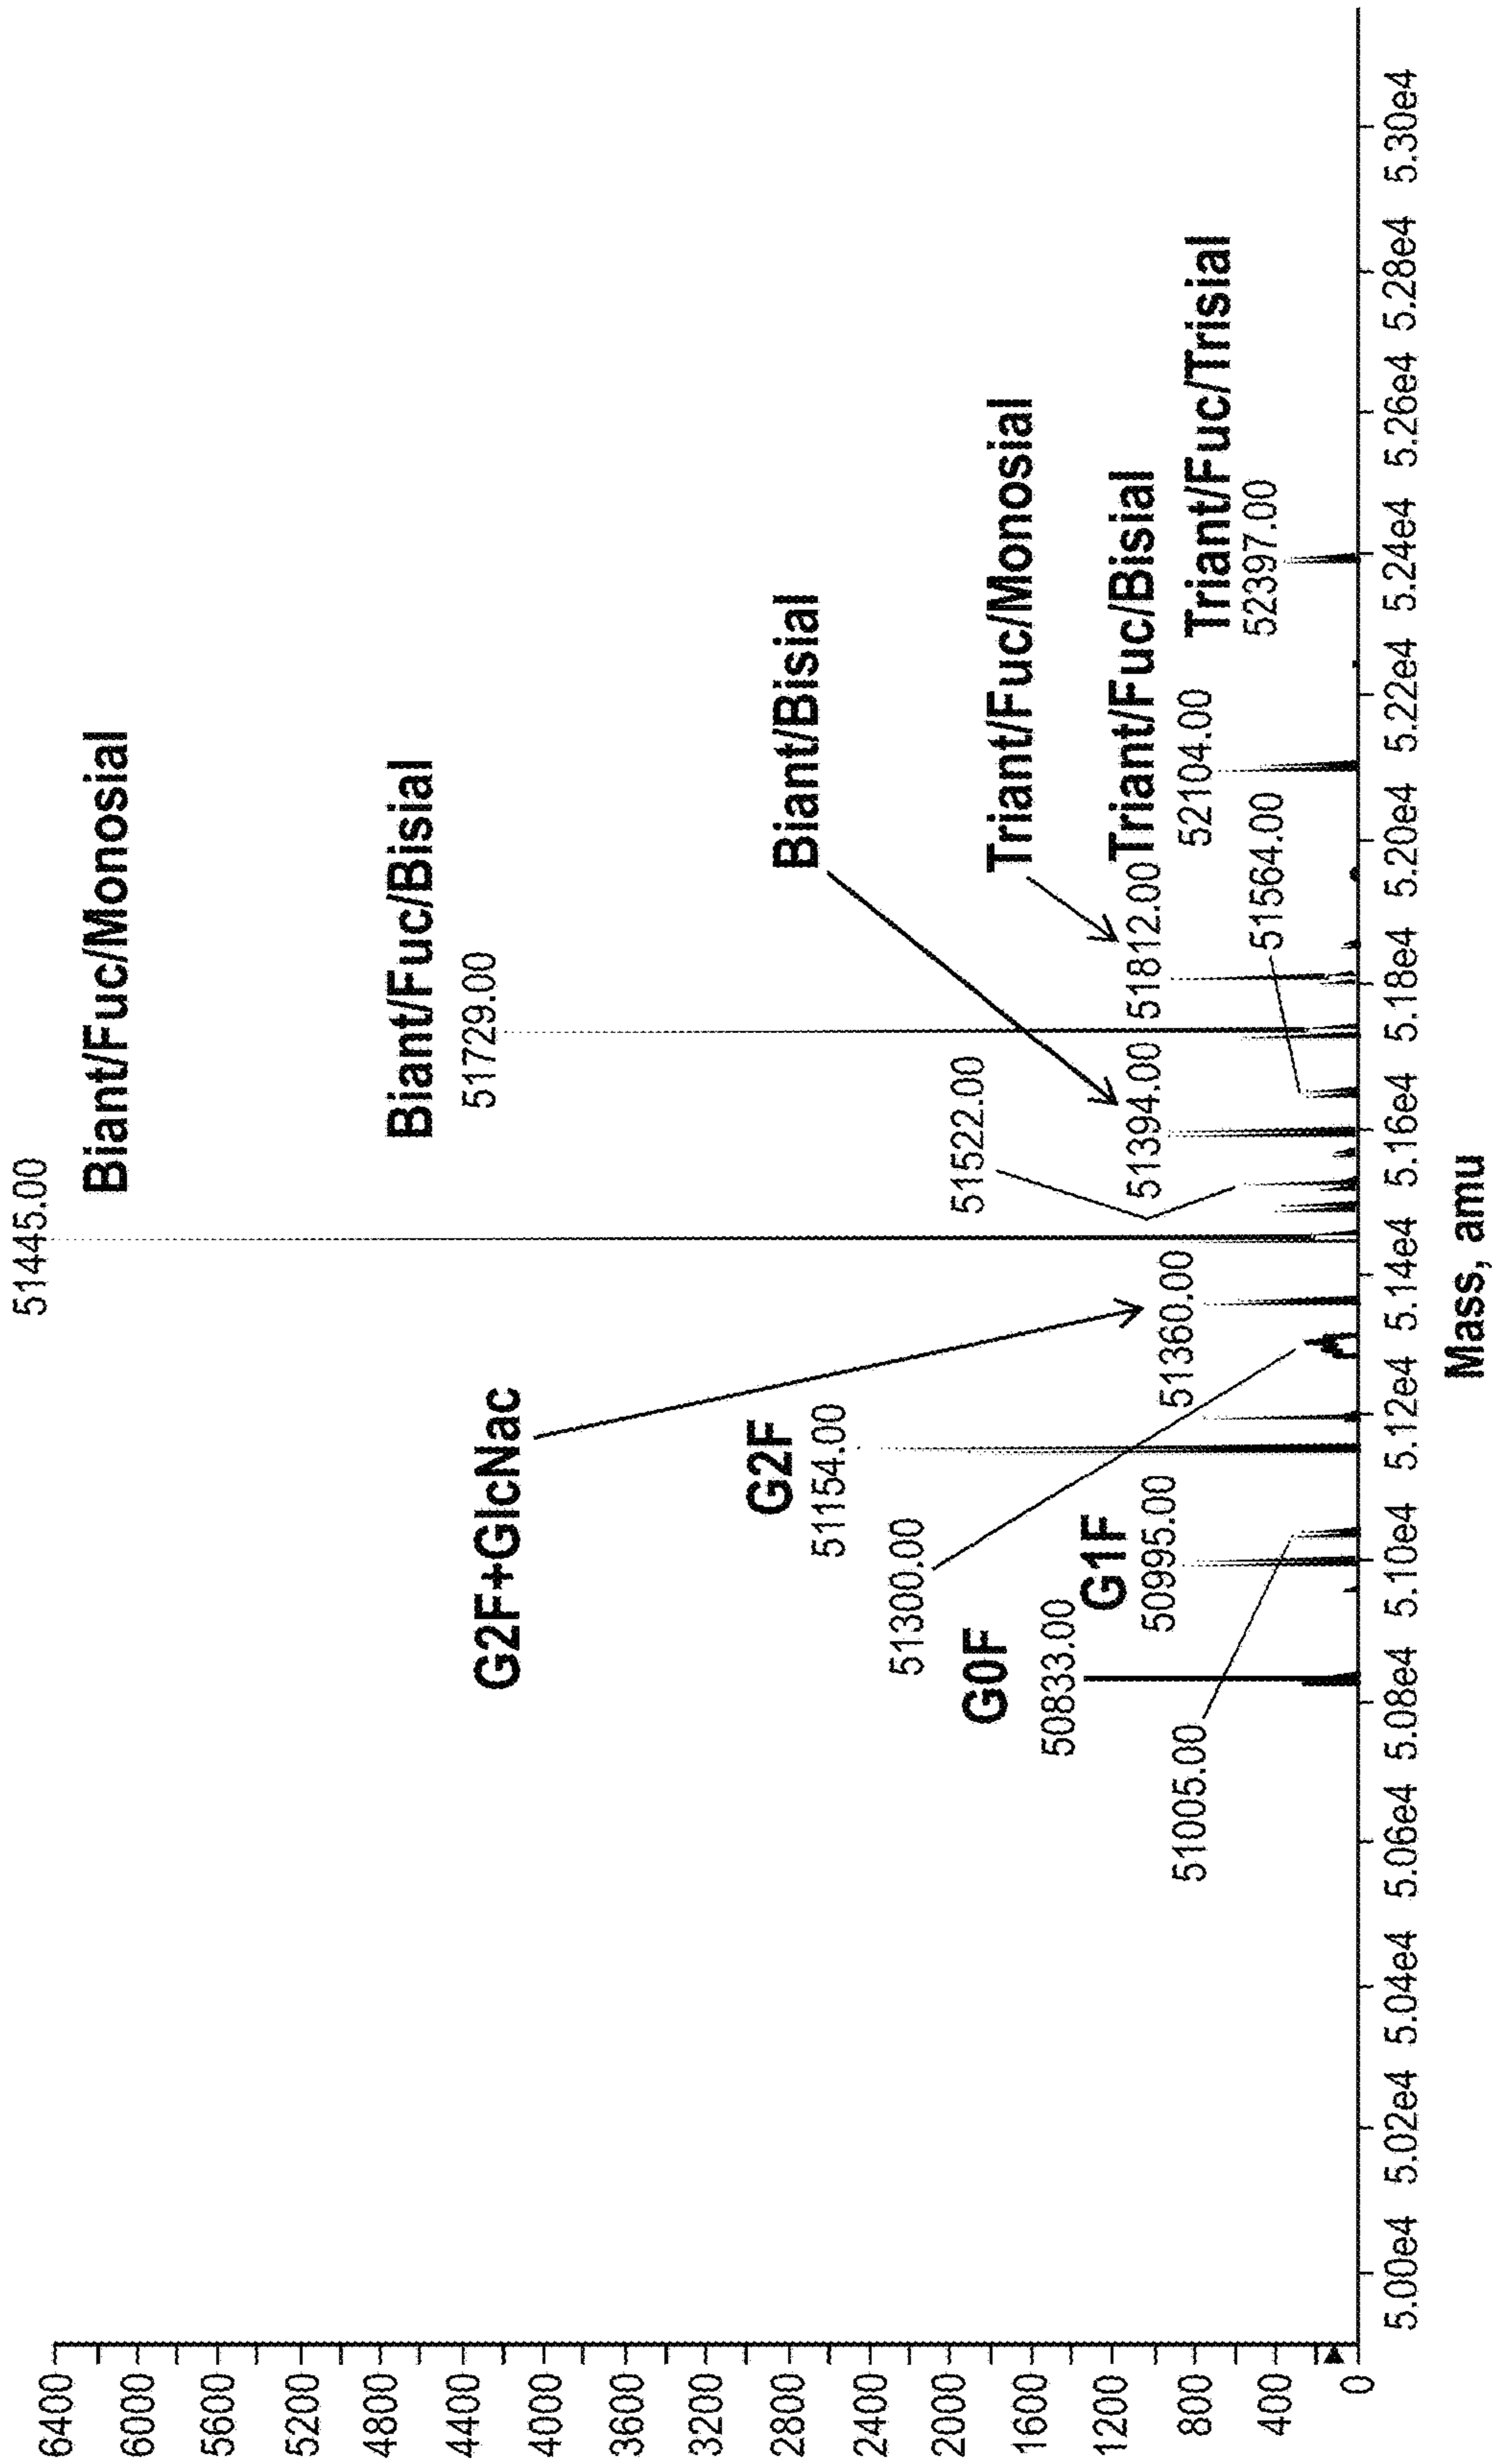 6400
6000
5600
5200
4800
4400
4000
3600
3200
2800
2400
2000
1600
1200
800
400
0
51445.00
Biant/Fuc/Monosial
Biant/Fuc/Bisial
51729.00
G2F+GlcNac
Biant/Bisial
G2F
51154.00
51300.00
51522.00
G0F
50833.00
Triant/Fuc/Monosial
G1F
50995.00
51360.00
51394.00
51812.00
Triant/Fuc/Bisial
52104.00
Triant/Fuc/Trisial
52397.00
51005.00
51564.00
5.00e4 5.02e4 5.04e4 5.06e4 5.08e4 5.10e4 5.12e4 5.14e4 5.16e4 5.18e4 5.20e4 5.22e4 5.24e4 5.26e4 5.28e4 5.30e4
Mass, amu